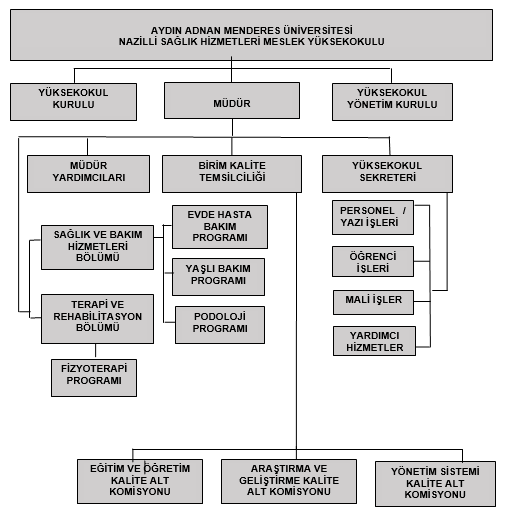 AYDIN ADNAN MENDERES ÜNİVERSİTESİ
NAZİLLİ SAĞLIK HİZMETLERİ MESLEK YÜKSEKOKULU
YÜKSEKOKUL
KURULU
MÜDÜR
YÜKSEKOKUL
YÖNETİM KURULU
MÜDÜR
YARDIMCILARI
BİRİM KALİTE
TEMSİLCİLİĞİ
YÜKSEKOKUL
SEKRETERİ
SAĞLIK VE BAKIM
HİZMETLERİ
BÖLÜMÜ
EVDE HASTA
BAKIM
PROGRAMI
YAŞLI BAKIM
PROGRAMI
PODOLOJİ
PROGRAMI
TERAPİ VE
REHABİLİTASYON
BÖLÜMÜ
FİZYOTERAPİ
PROGRAMI
PERSONEL /
YAZI İŞLERİ
ÖĞRENCİ
İŞLERİ
MALİ İŞLER
YARDIMCI
HİZMETLER
EĞİTİM VE ÖĞRETİM
KALİTE ALT
KOMİSYONU
ARAŞTIRMA VE
GELİŞTİRME KALİTE
ALT KOMİSYONU
YÖNETİM SİSTEMİ
KALİTE ALT
KOMİSYONU